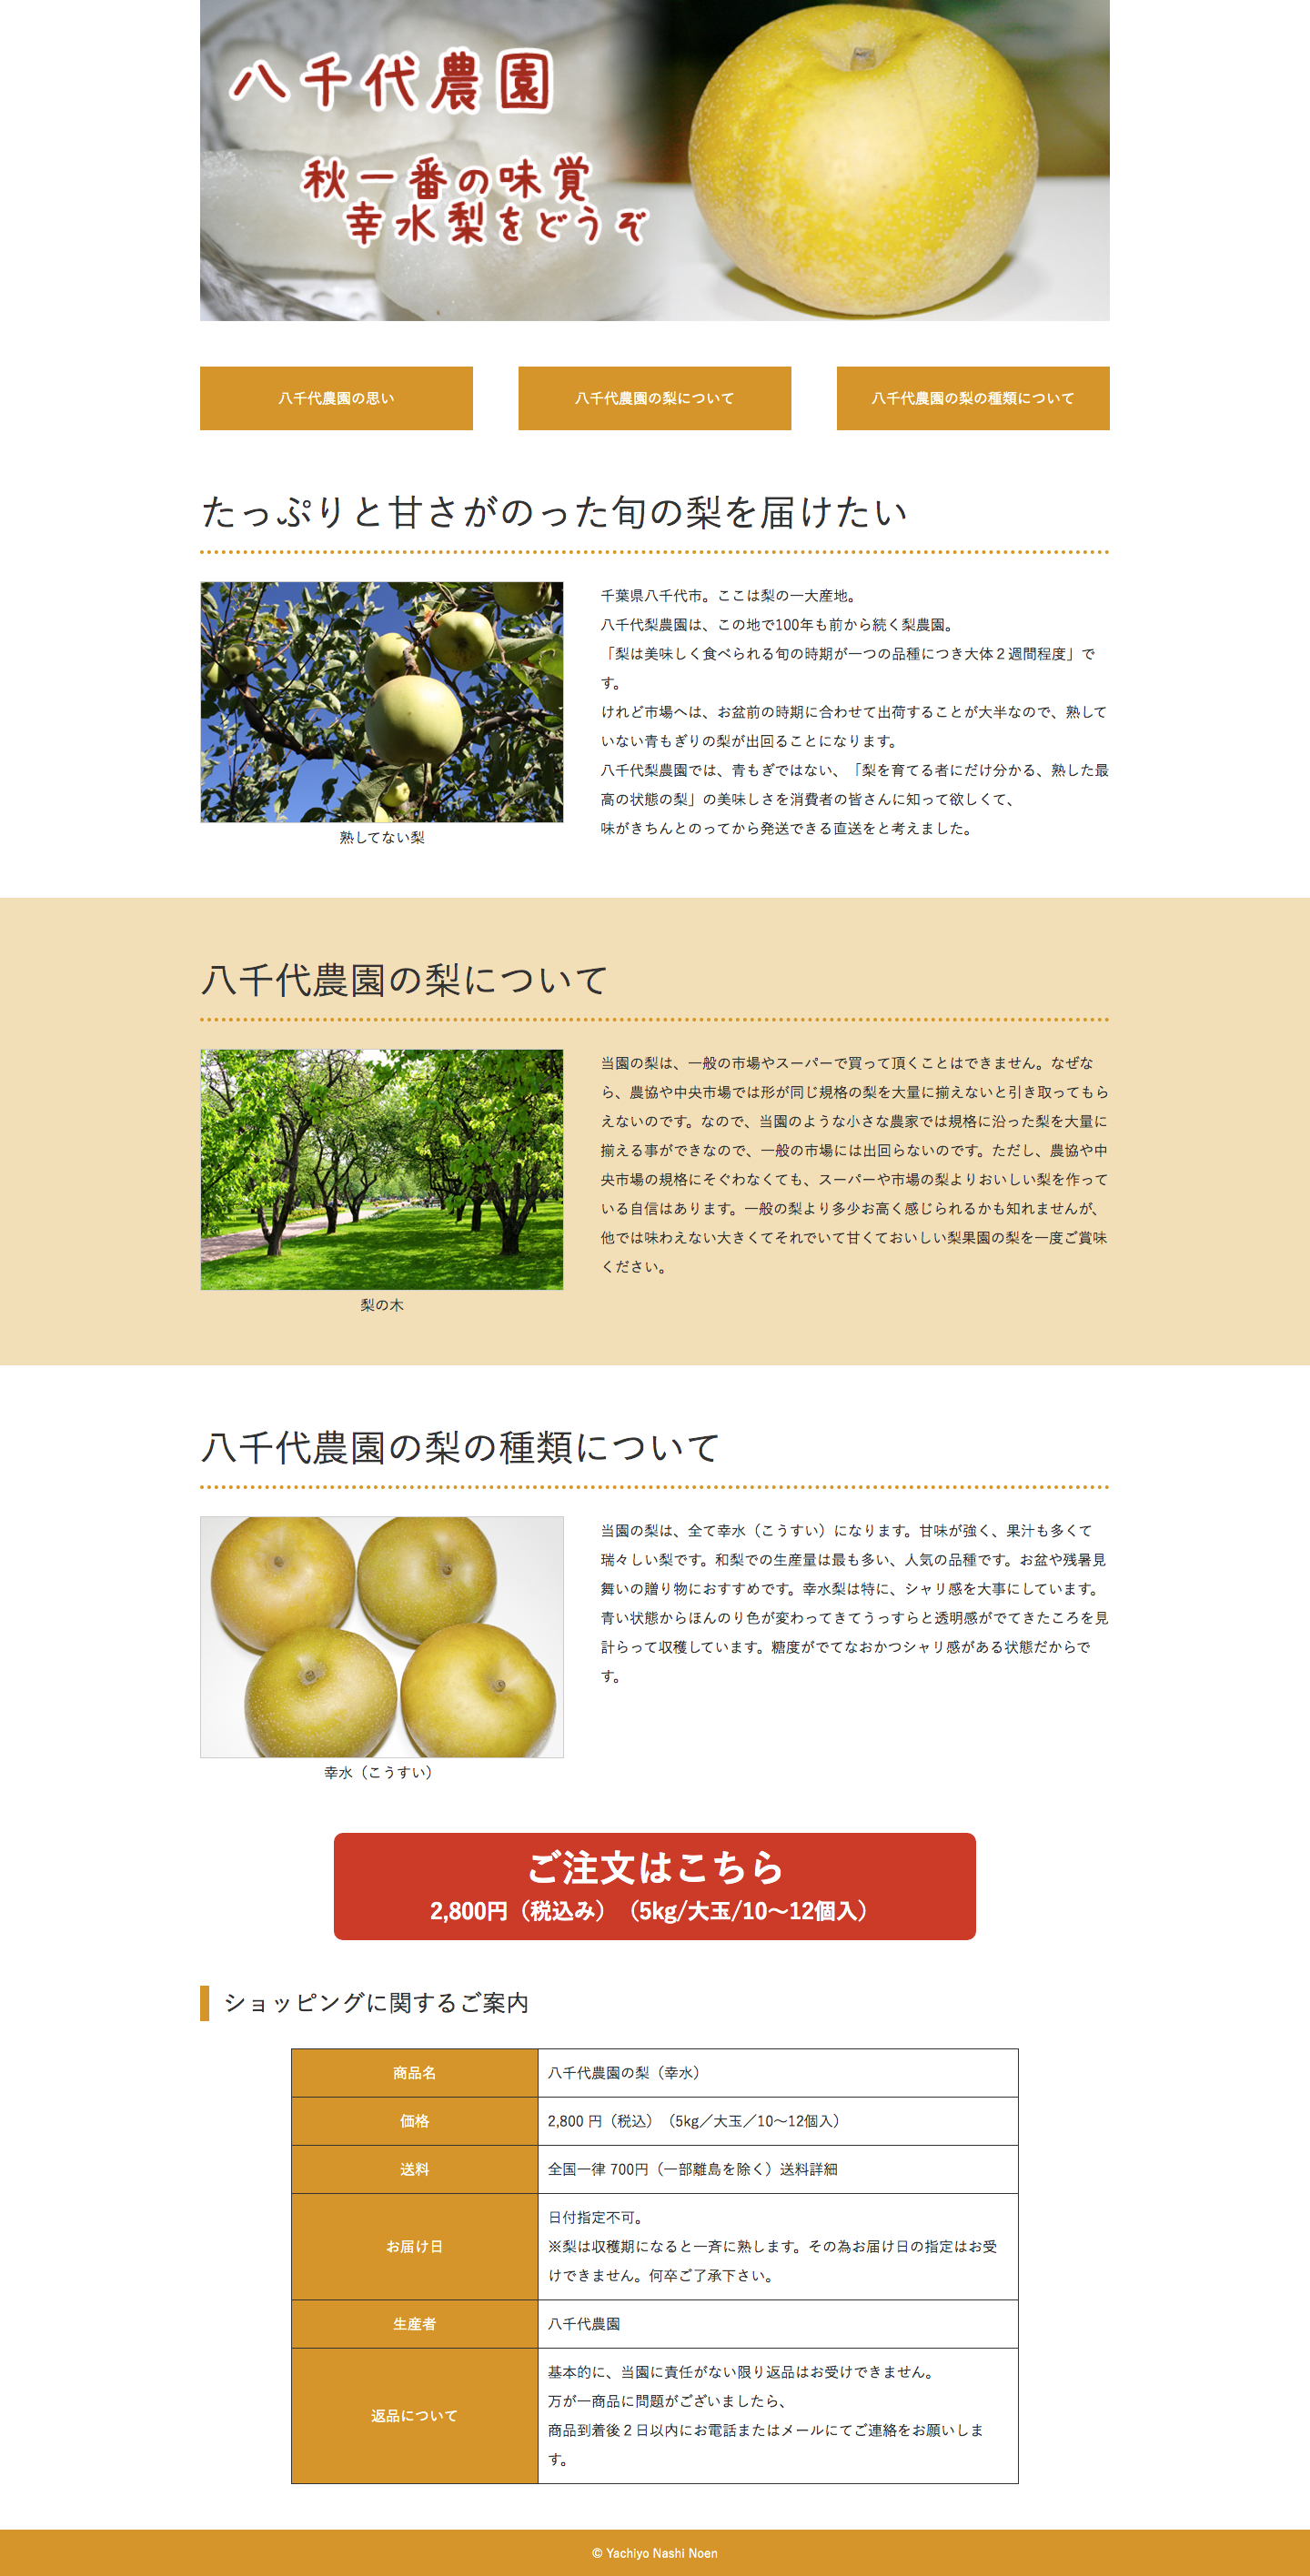 八千代農園
秋一番の味覚
幸水梨をどうぞ
八千代農園の思い
八千代農園の梨について
八千代農園の梨の種類について
たっぷりと甘さがのった旬の梨を届けたい
千葉県八千代市。ここは梨の一大産地。
八千代梨農園は、この地で100年も前から続く梨農園。
「梨は美味しく食べられる旬の時期が一つの品種につき大体２週間程度」で
す。
けれど市場へは、お盆前の時期に合わせて出荷することが大半なので、熟して
いない青もぎりの梨が出回ることになります。
八千代梨農園では、青もぎではない、「梨を育てる者にだけ分かる、熟した最
高の状態の梨」の美味しさを消費者の皆さんに知って欲しくて、
味がきちんとのってから発送できる直送をと考えました。
熟してない梨
八千代農園の梨について
当園の梨は、一般の市場やスーパーで買って頂くことはできません。なぜな
ら、農協や中央市場では形が同じ規格の梨を大量に揃えないと引き取ってもら
えないのです。なので、当園のような小さな農家では規格に沿った梨を大量に
揃える事ができなので、一般の市場には出回らないのです。ただし、農協や中
央市場の規格にそぐわなくても、スーパーや市場の梨よりおいしい梨を作って
いる自信はあります。一般の梨より多少お高く感じられるかも知れませんが、
他では味わえない大きくてそれでいて甘くておいしい梨果園の梨を一度ご賞味
ください。
梨の木
八千代農園の梨の種類について
当園の梨は、全て幸水（こうすい）になります。甘味が強く、果汁も多くて
瑞々しい梨です。和梨での生産量は最も多い、人気の品種です。お盆や残暑見
舞いの贈り物におすすめです。幸水梨は特に、シャリ感を大事にしています。
青い状態からほんのり色が変わってきてうっすらと透明感がでてきたころを見
計らって収穫しています。糖度がでてなおかつシャリ感がある状態だからで
す。
幸水（こうすい）
ご注文はこちら
2,800円（税込み）（5kg/大玉/10〜12個入）
ショッピングに関するご案内
商品名
八千代農園の梨（幸水）
価格
2,800 円（税込）（5kg／大玉／10〜12個入）
送料
全国一律 700円（一部離島を除く）送料詳細
お届け日
日付指定不可。
※梨は収穫期になると一斉に熟します。その為お届け日の指定はお受
けできません。何卒ご了承下さい。
生産者
八千代農園
返品について
基本的に、当園に責任がない限り返品はお受けできません。
万が一商品に問題がございましたら、
商品到着後２日以内にお電話またはメールにてご連絡をお願いしま
す。
© Yachiyo Nashi Noen